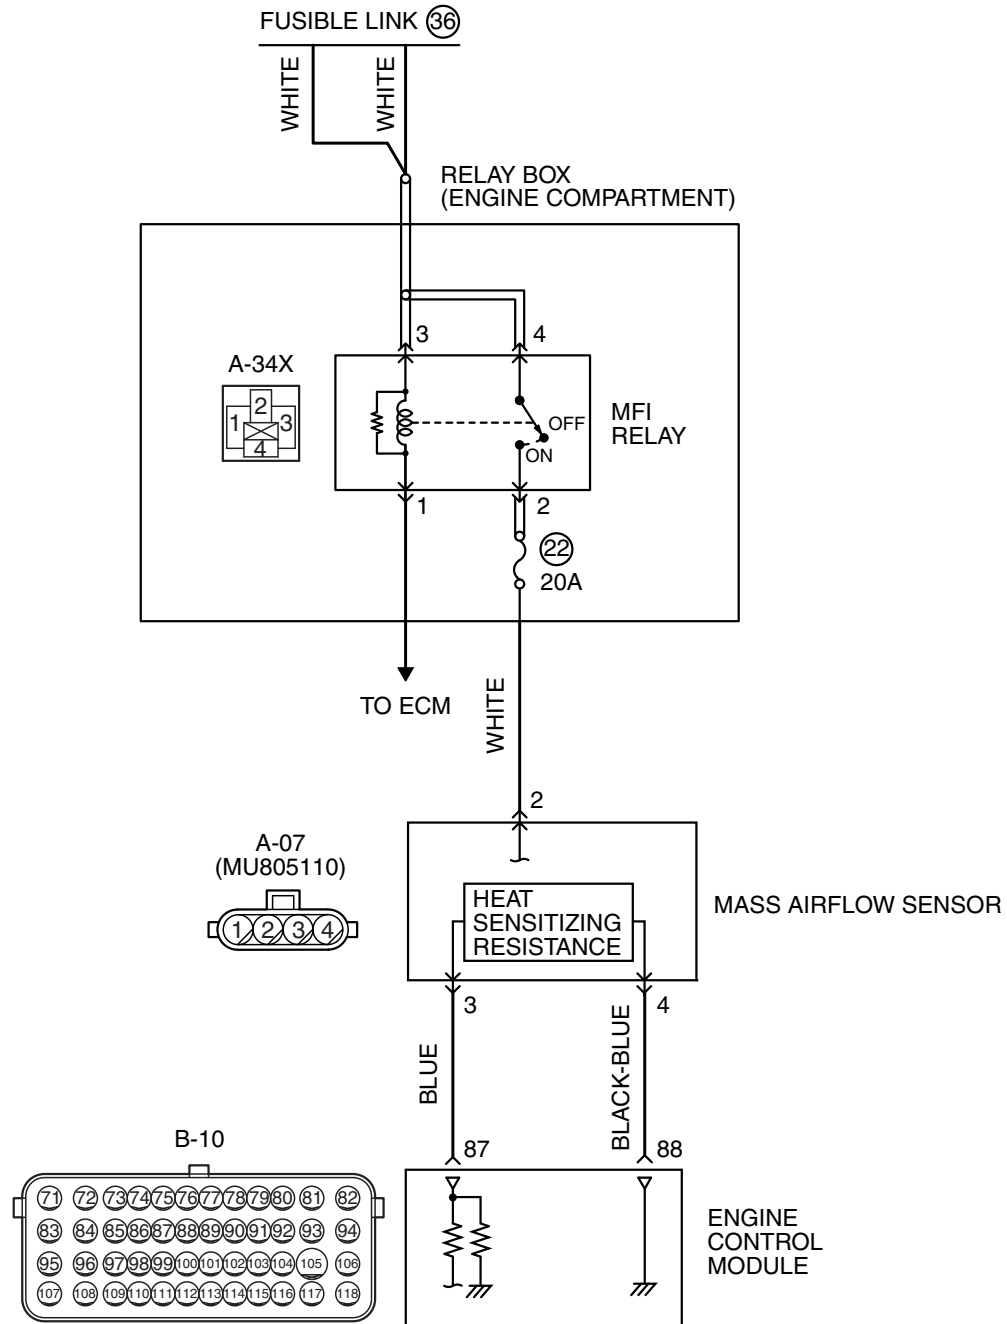 FUSIBLE LINK 36
WHITE
WHITE
RELAY BOX
(ENGINE COMPARTMENT)
3
4
A-34X
2
1
3
4
OFF
ON
MFI
RELAY
1
2
22
20A
TO ECM
WHITE
2
A-07
(MU805110)
1 2 3 4
HEAT
SENSITIZING
RESISTANCE
MASS AIRFLOW SENSOR
3
4
BLUE
BLACK-BLUE
87
88
B-10
71 72 73 74 75 76 77 78 79 80 81 82
83 84 85 86 87 88 89 90 91 92 93 94
95 96 97 98 99 100 101 102 103 104 105 106
107 108 109 110 111 112 113 114 115 116 117 118
ENGINE
CONTROL
MODULE